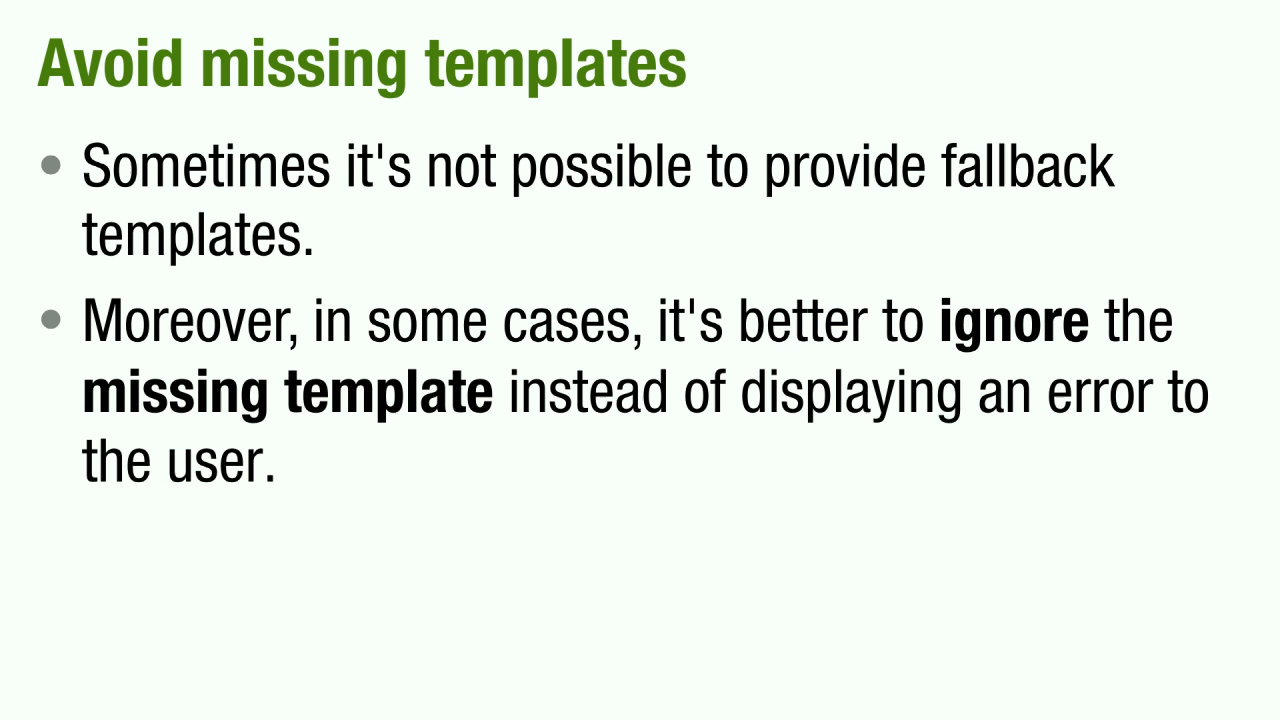 Avoid missing templates
• Sometimes it's not possible to provide fallback
templates.
• Moreover, in some cases, it's better to ignore the
missing template instead of displaying an error to
the user.